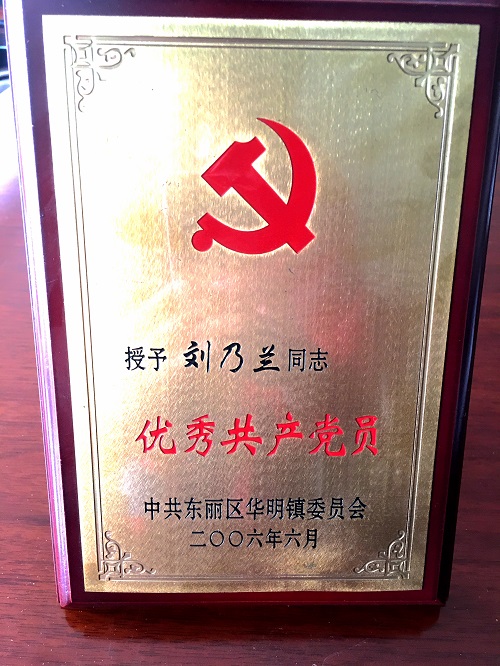 授予 刘乃兰同志
优秀共产党员
中共东丽区华明镇委员会
二〇〇六年六月